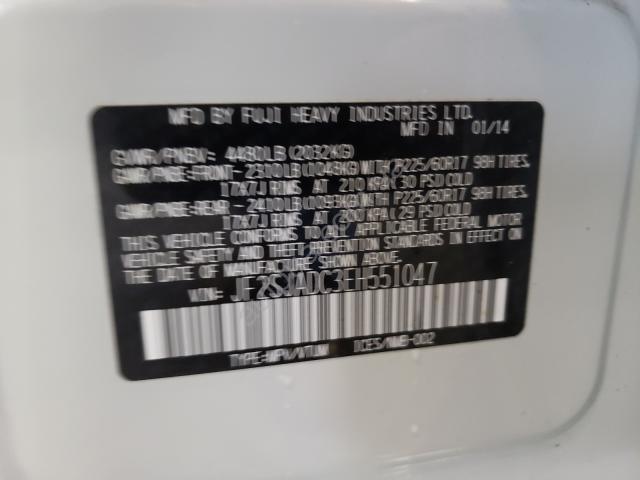 MFD BY FUJI HEAVY INDUSTRIES LTD.
MFD IN 01/14
GVWR/PNBV: 4480LB (2032KG)
GAWR/PNBE-FRONT- 2310LB (1048KG) WITH P225/60R17 98H TIRES.
17X7J RIMS AT 210 KPA ( 30 PSI) COLD
GAWR/PNBE-REAR - 2410LB (1093KG) WITH P225/60R17 98H TIRES.
17X7J RIMS AT 200 KPA ( 29 PSI) COLD
THIS VEHICLE CONFORMS TO ALL APPLICABLE FEDERAL MOTOR
VEHICLE SAFETY AND THEFT PREVENTION STANDARDS IN EFFECT
ON THE DATE OF MANUFACTURE SHOWN ABOVE.
VIN: JF2SJADC3EH551047
TYPE:MPV/VTUM